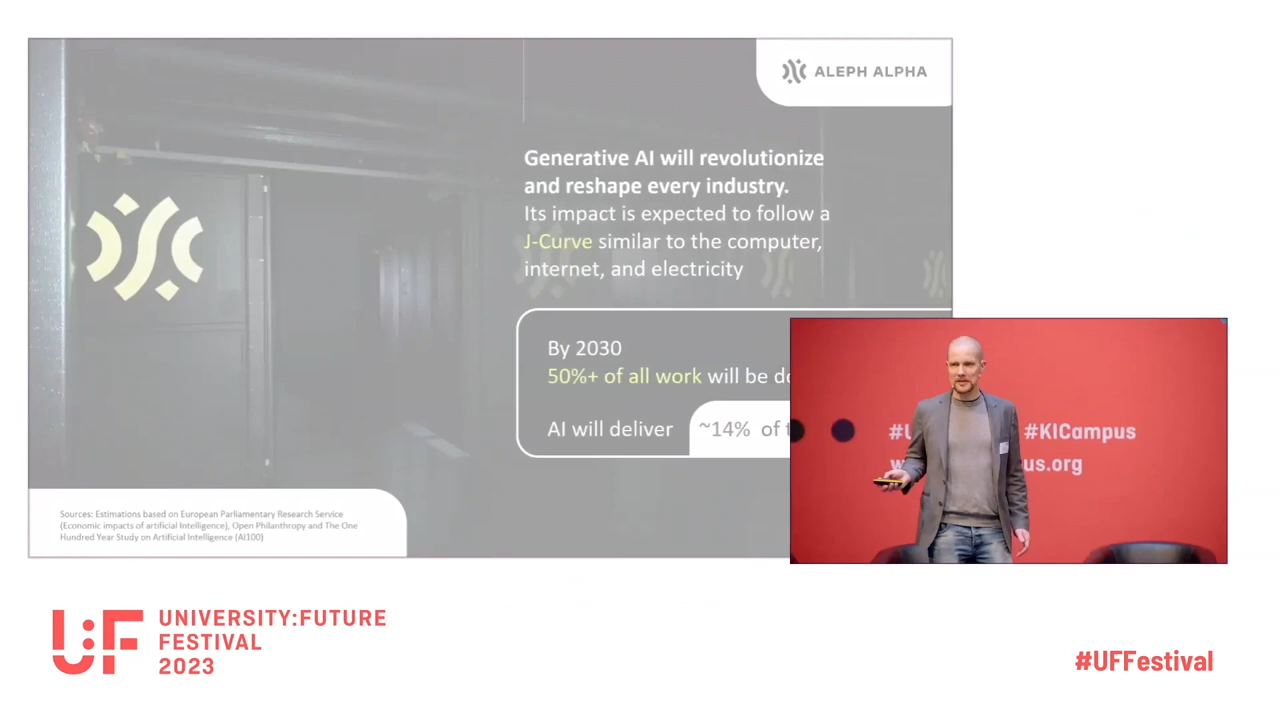 ALEPH ALPHA
Generative AI will revolutionize
and reshape every industry.
Its impact is expected to follow a
J-Curve similar to the computer,
internet, and electricity
By 2030
50%+ of all work will be
AI will deliver ~14% of
Sources: Estimations based on European Parliamentary Research Service
(Economic impacts of artificial Intelligence), Open Philanthropy and The One
Hundred Year Study on Artificial Intelligence (AI100)
#KICampus
us.org
U:F UNIVERSITY:FUTURE
FESTIVAL
2023
#UFFestival